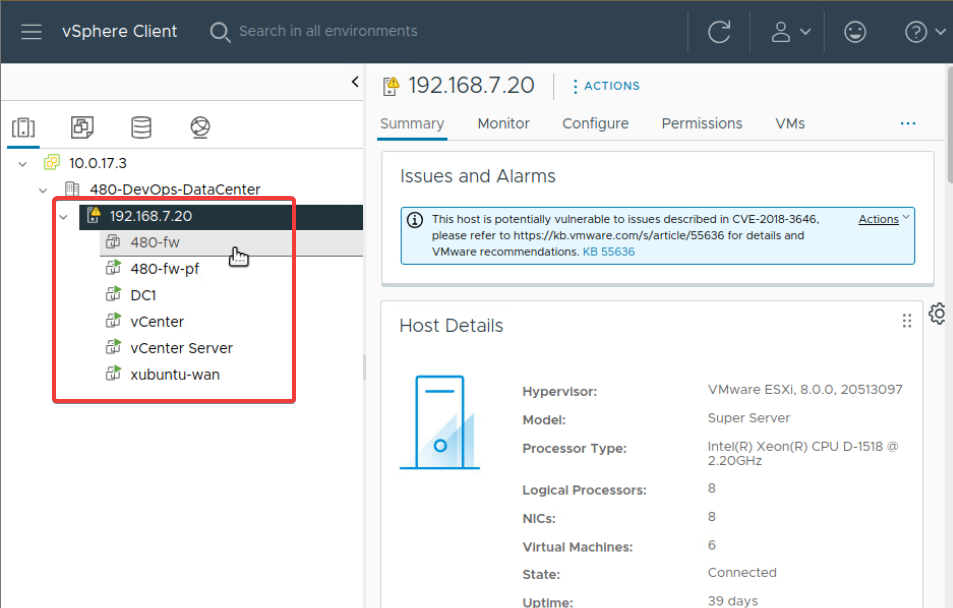 vSphere Client
Search in all environments
10.0.17.3
480-DevOps-DataCenter
192.168.7.20
480-fw
480-fw-pf
DC1
vCenter
vCenter Server
xubuntu-wan
192.168.7.20
ACTIONS
Summary Monitor Configure Permissions VMs ...
Issues and Alarms
This host is potentially vulnerable to issues described in CVE-2018-3646,
please refer to https://kb.vmware.com/s/article/55636 for details and
VMware recommendations. KB 55636
Actions
Host Details
Hypervisor: VMware ESXi, 8.0.0, 20513097
Model: Super Server
Processor Type: Intel(R) Xeon(R) CPU D-1518 @
2.20GHz
Logical Processors: 8
NICs: 8
Virtual Machines: 6
State: Connected
Uptime: 39 days